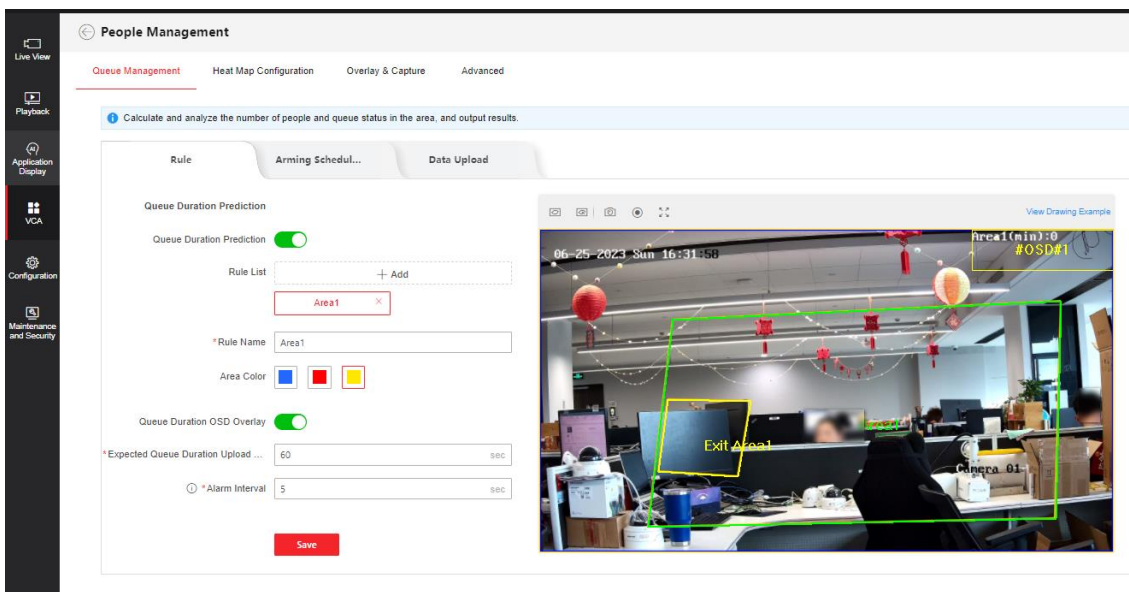 People Management
Live View
Queue Management Heat Map Configuration Overlay & Capture Advanced
Playback
Calculate and analyze the number of people and queue status in the area, and output results.
Application Display
Rule Arming Schedul... Data Upload
VCA
Queue Duration Prediction
View Drawing Example
Queue Duration Prediction
06-25-2023 Sun 16:31:58
Area1(min):0
#OSD#1
Configuration
Rule List + Add
Area1 ×
Maintenance and Security
*Rule Name Area1
Area Color
Queue Duration OSD Overlay
area1
Exit Area1
*Expected Queue Duration Upload ... 60 sec
Camera 01
*Alarm Interval 5 sec
Save